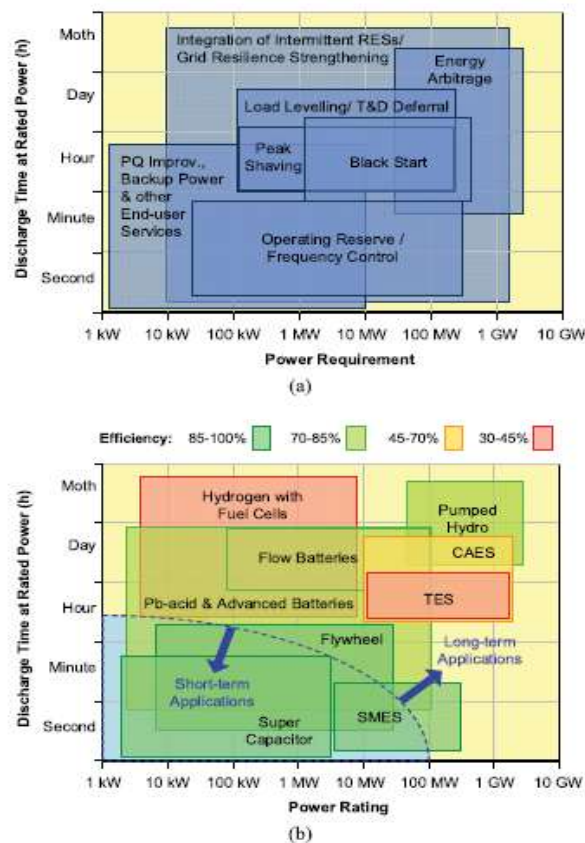 Moth
Day
Hour
Minute
Second
Discharge Time at Rated Power (h)
Integration of Intermittent RESs/
Grid Resilience Strengthening
Energy
Arbitrage
Load Levelling/ T&D Deferral
Peak
Shaving
Black Start
PQ Improv.,
Backup Power
& other
End-user
Services
Operating Reserve /
Frequency Control
1 kW 10 kW 100 kW 1 MW 10 MW 100 MW 1 GW 10 GW
Power Requirement
(a)
Efficiency: 85-100% 70-85% 45-70% 30-45%
Moth
Day
Hour
Minute
Second
Discharge Time at Rated Power (h)
Hydrogen with
Fuel Cells
Pumped
Hydro
Flow Batteries
CAES
Pb-acid & Advanced Batteries
TES
Flywheel
Long-term
Applications
Short-term
Applications
Super
Capacitor
SMES
1 kW 10 kW 100 kW 1 MW 10 MW 100 MW 1 GW 10 GW
Power Rating
(b)